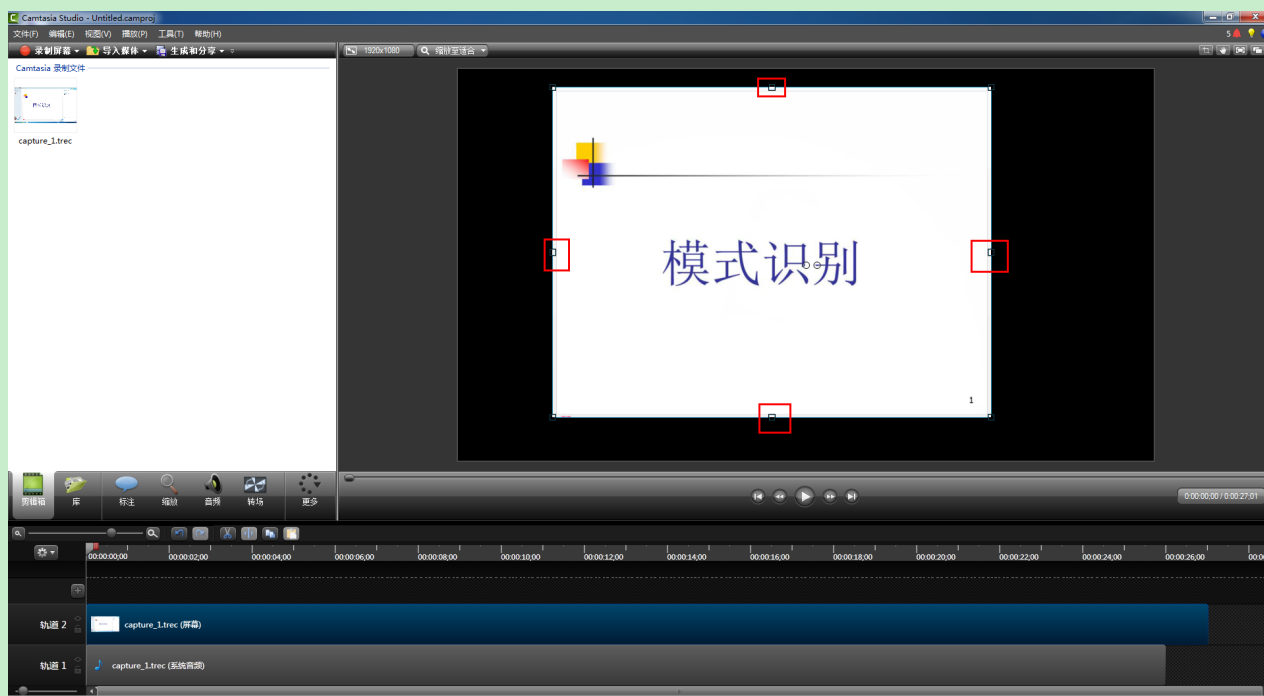 Camtasia Studio - Untitled.camproj
文件(F) 编辑(E) 视图(V) 播放(P) 工具(T) 帮助(H)
5
录制屏幕 导入媒体 生成和分享
1920x1080 缩放至适合
Camtasia 录制文件
capture_1.trec
模式识别
1
剪辑箱 库 标注 缩放 音频 转场 更多
0:00:00;00 / 0:00:27;01
00:00:00;00 00:00:02;00 00:00:04;00 00:00:06;00 00:00:08;00 00:00:10;00 00:00:12;00 00:00:14;00 00:00:16;00 00:00:18;00 00:00:20;00 00:00:22;00 00:00:24;00 00:00:26;00
轨道 2 capture_1.trec (屏幕)
轨道 1 capture_1.trec (系统音频)